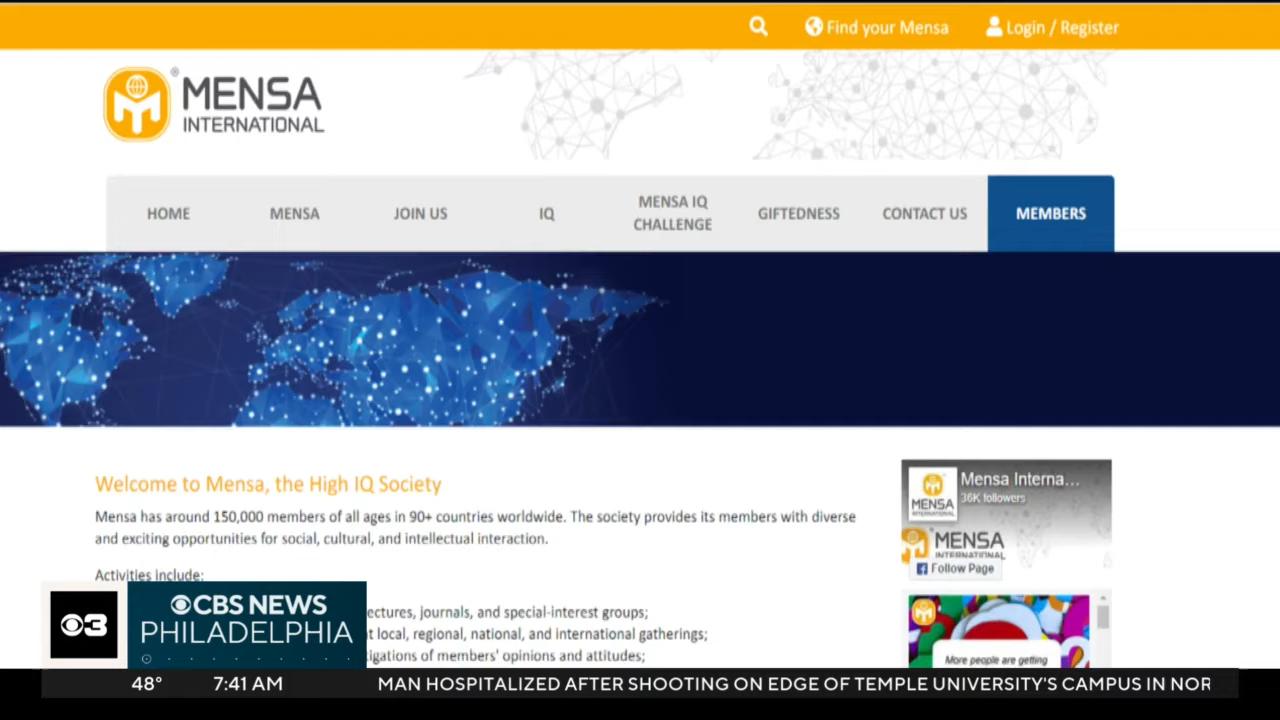 Find your Mensa
Login / Register
MENSA
INTERNATIONAL
®
HOME
MENSA
JOIN US
IQ
MENSA IQ
CHALLENGE
GIFTEDNESS
CONTACT US
MEMBERS
Welcome to Mensa, the High IQ Society
Mensa has around 150,000 members of all ages in 90+ countries worldwide. The society provides its members with diverse
and exciting opportunities for social, cultural, and intellectual interaction.
Activities include:
ectures, journals, and special-interest groups;
t local, regional, national, and international gatherings;
igations of members' opinions and attitudes;
Mensa Interna...
36K followers
MENSA
INTERNATIONAL
MENSA
INTERNATIONAL
Follow Page
More people are getting
3
CBS NEWS
PHILADELPHIA
48°
7:41 AM
MAN HOSPITALIZED AFTER SHOOTING ON EDGE OF TEMPLE UNIVERSITY'S CAMPUS IN NOR